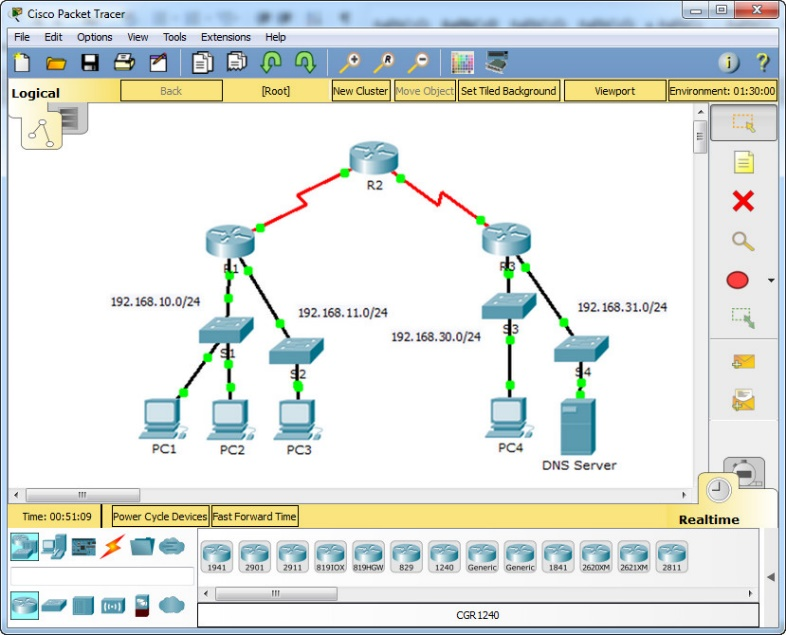 Cisco Packet Tracer
File Edit Options View Tools Extensions Help
Logical
Back
[Root]
New Cluster
Move Object
Set Tiled Background
Viewport
Environment: 01:30:00
R2
R1
R3
192.168.10.0/24
192.168.11.0/24
192.168.30.0/24
192.168.31.0/24
S1
S2
S3
S4
PC1
PC2
PC3
PC4
DNS Server
Time: 00:51:09
Power Cycle Devices
Fast Forward Time
Realtime
1941
2901
2911
819IOX
819HGW
829
1240
Generic
Generic
1841
2620XM
2621XM
2811
CGR1240